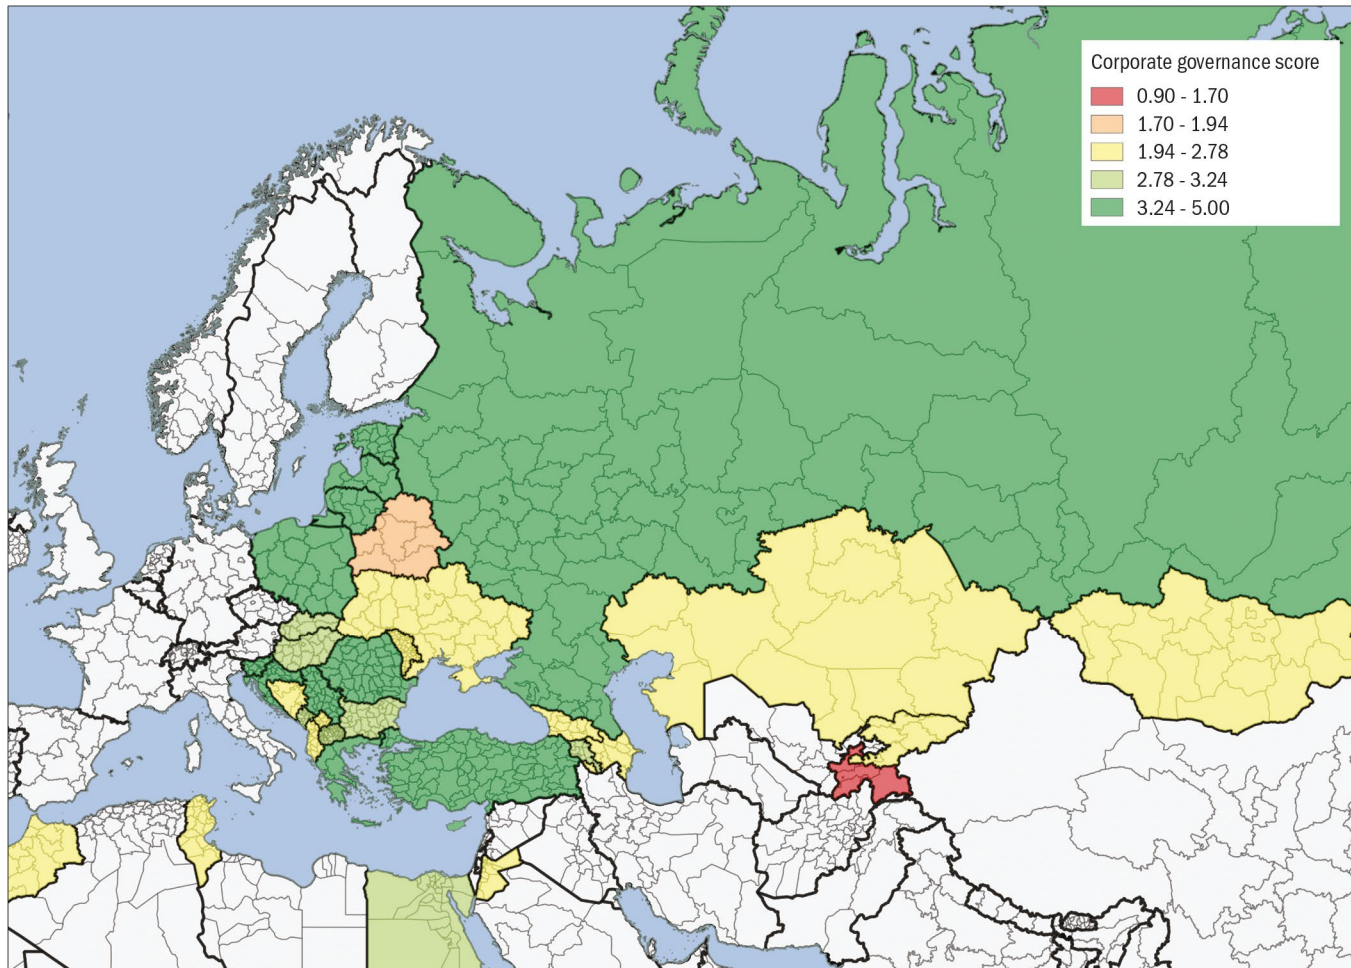 Corporate governance score
0.90 - 1.70
1.70 - 1.94
1.94 - 2.78
2.78 - 3.24
3.24 - 5.00